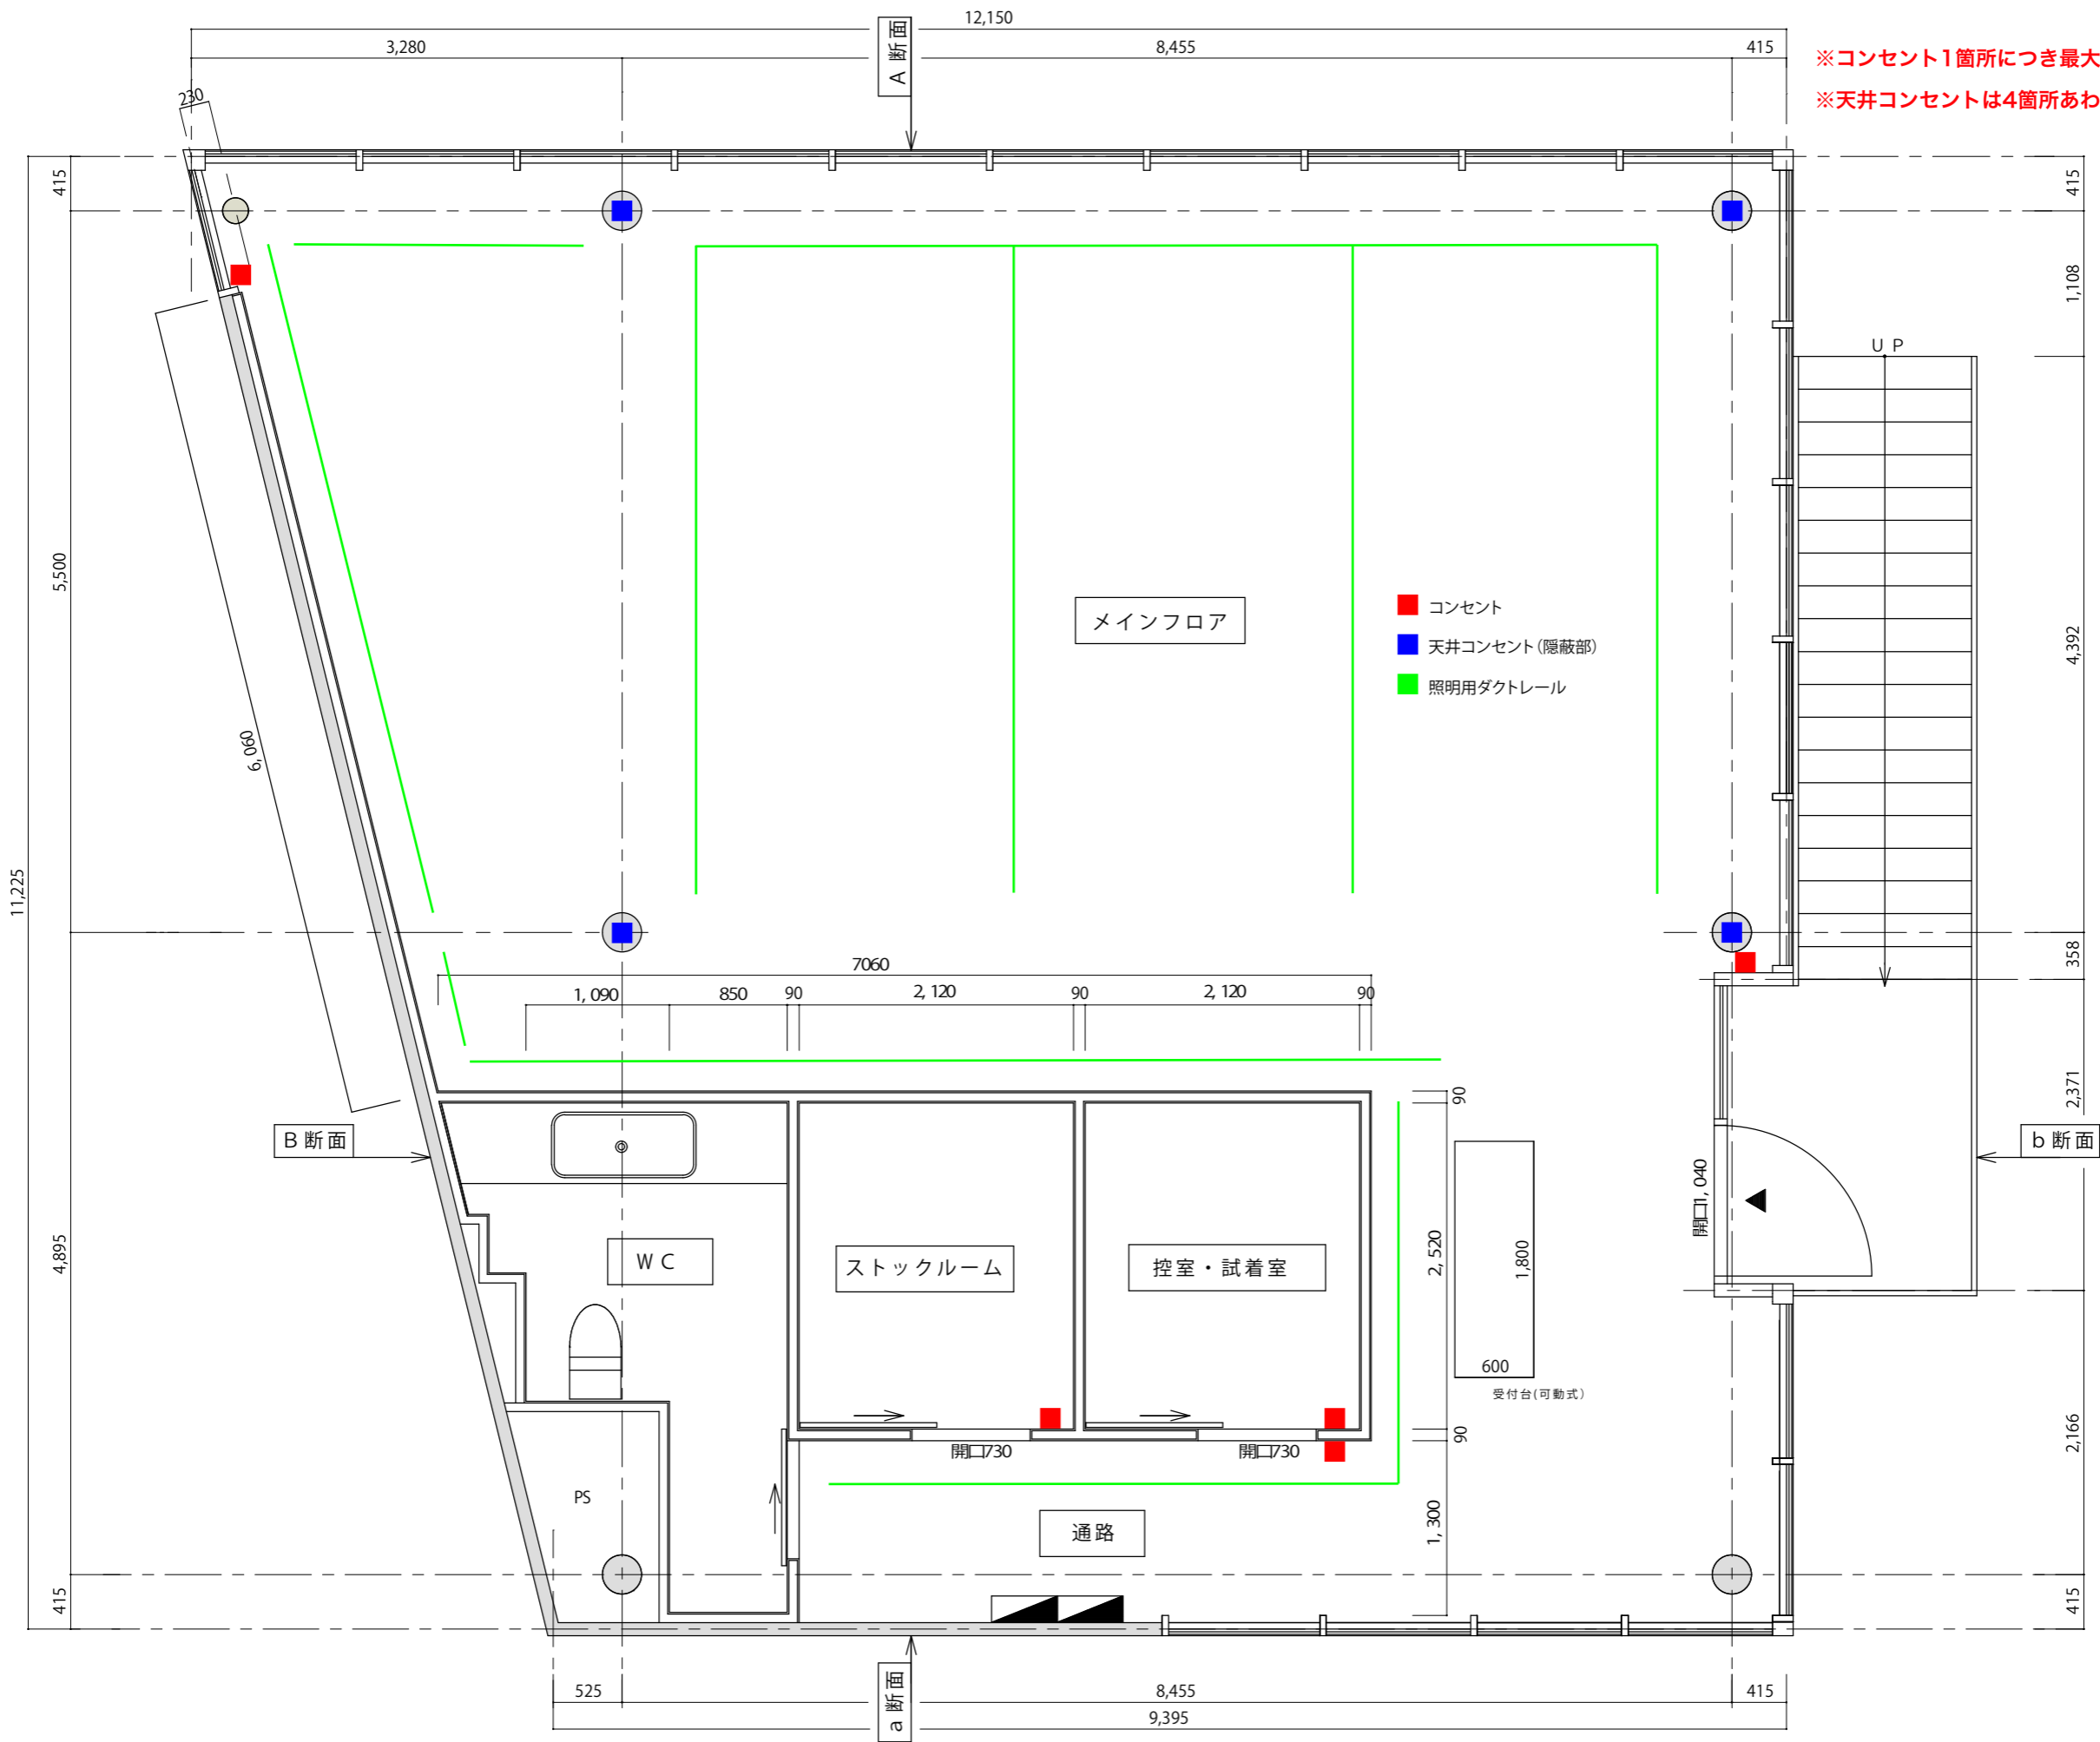 12,150
3,280
8,455
415
A 断面
※コンセント1箇所につき最大
※天井コンセントは4箇所あわ
230
415
415
1,108
UP
5,500
コンセント
メインフロア
天井コンセント（隠蔽部）
照明用ダクトレール
4,392
6,060
11,225
358
7060
1,090
850
90
2,120
90
2,120
90
2,371
90
B 断面
b 断面
開口1,040
4,895
WC
ストックルーム
控室・試着室
2,520
1,800
600
受付台(可動式)
90
開口730
開口730
2,166
PS
通路
1,300
415
415
525
8,455
415
a 断面
9,395